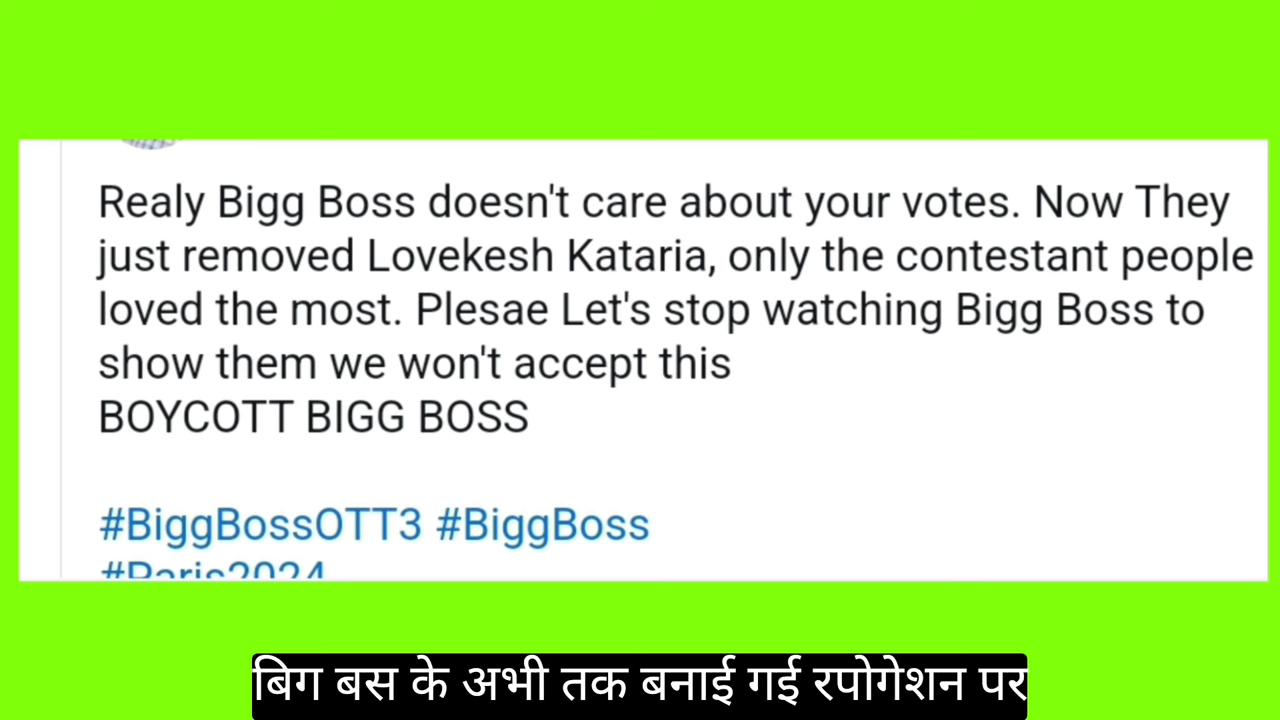 Realy Bigg Boss doesn't care about your votes. Now They
just removed Lovekesh Kataria, only the contestant people
loved the most. Plesae Let's stop watching Bigg Boss to
show them we won't accept this
BOYCOTT BIGG BOSS
#BiggBossOTT3 #BiggBoss
#Paris2024
बिग बस के अभी तक बनाई गई रपोगेशन पर